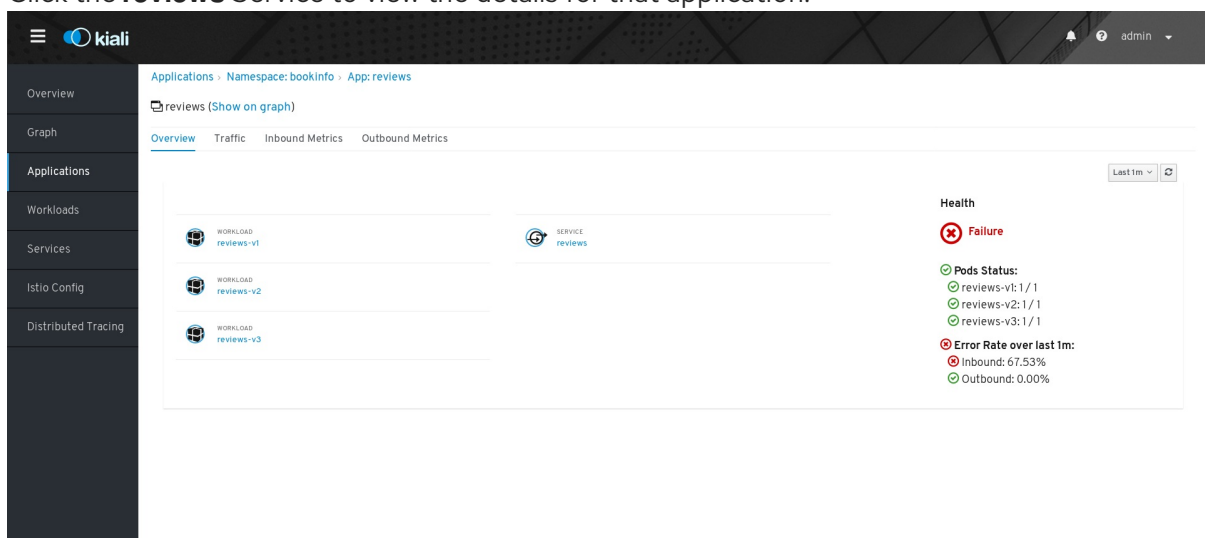 Click the reviews Service to view the details for that application.
kiali
admin
Overview
Graph
Applications
Workloads
Services
Istio Config
Distributed Tracing
Applications › Namespace: bookinfo › App: reviews
reviews (Show on graph)
Overview Traffic Inbound Metrics Outbound Metrics
Last 1m
WORKLOAD
reviews-v1
WORKLOAD
reviews-v2
WORKLOAD
reviews-v3
SERVICE
reviews
Health
Failure
Pods Status:
reviews-v1: 1 / 1
reviews-v2: 1 / 1
reviews-v3: 1 / 1
Error Rate over last 1m:
Inbound: 67.53%
Outbound: 0.00%